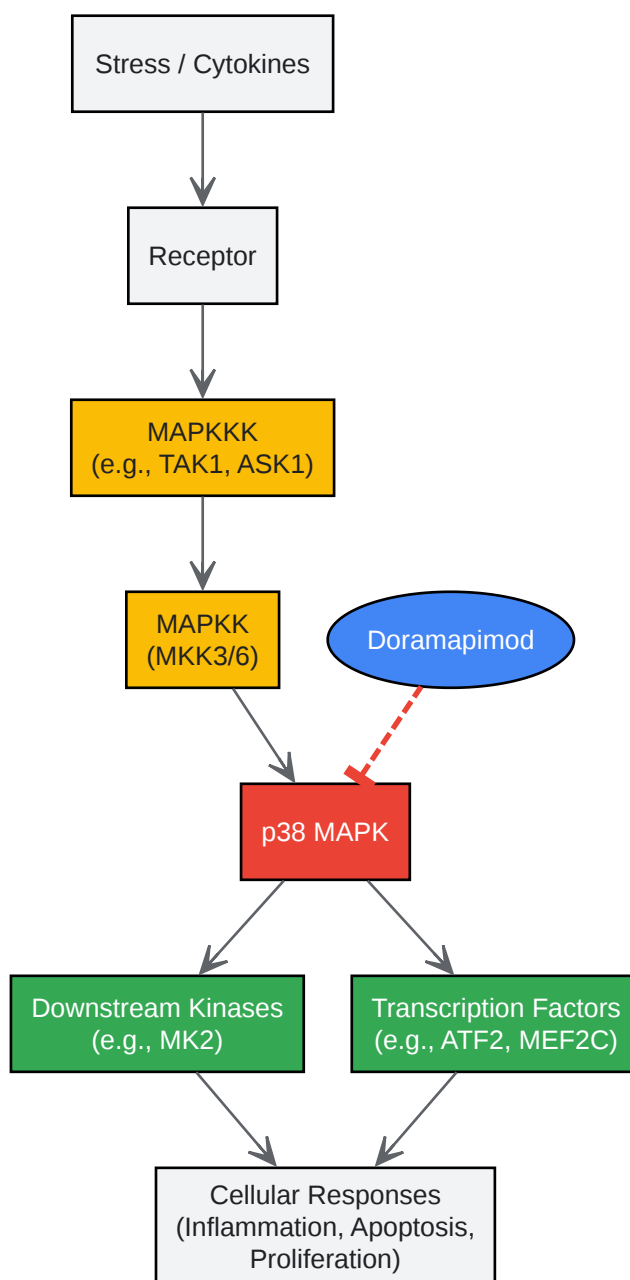 Stress / Cytokines
Receptor
MAPKKK
(e.g., TAK1, ASK1)
MAPKK
(MKK3/6)
Doramapimod
p38 MAPK
Downstream Kinases
(e.g., MK2)
Transcription Factors
(e.g., ATF2, MEF2C)
Cellular Responses
(Inflammation, Apoptosis,
Proliferation)